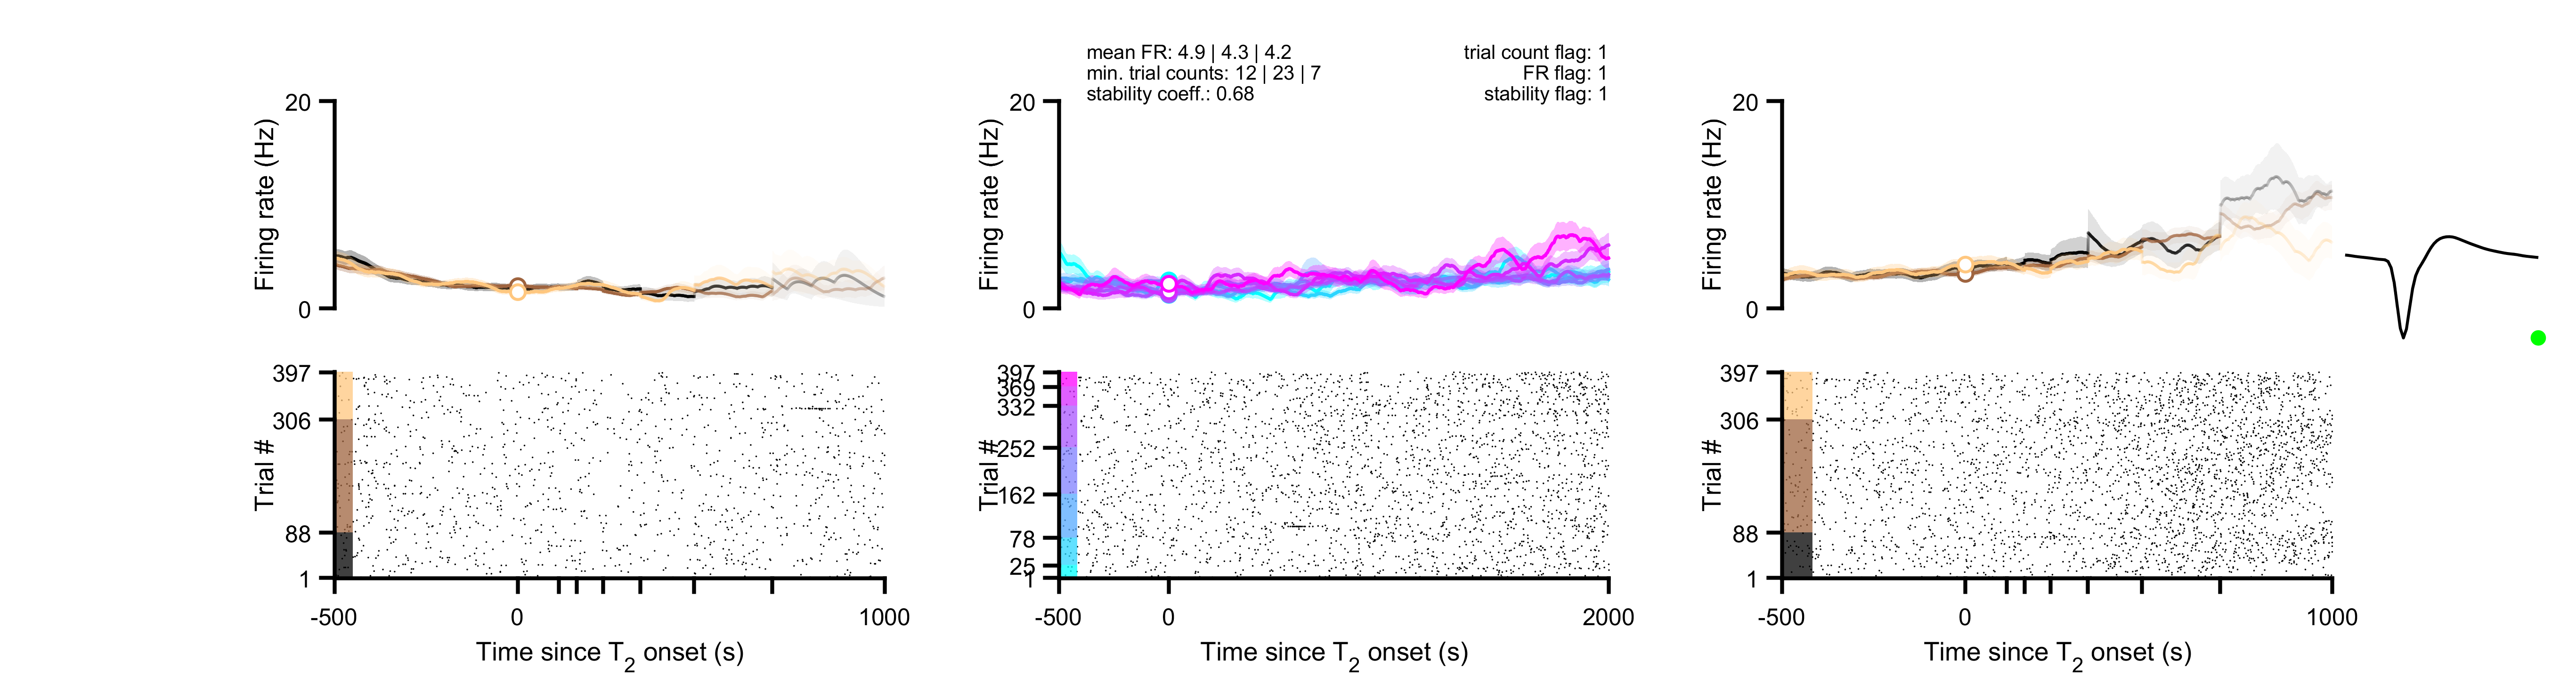 mean FR: 4.9 | 4.3 | 4.2
min. trial counts: 12 | 23 | 7
stability coeff.: 0.68
trial count flag: 1
FR flag: 1
stability flag: 1
Firing rate (Hz)
20
0
Trial #
397
306
88
1
-500
0
1000
Time since T2 onset (s)
Firing rate (Hz)
20
0
Trial #
397
369
332
252
162
78
25
1
-500
0
2000
Time since T2 onset (s)
Firing rate (Hz)
20
0
Trial #
397
306
88
1
-500
0
1000
Time since T2 onset (s)